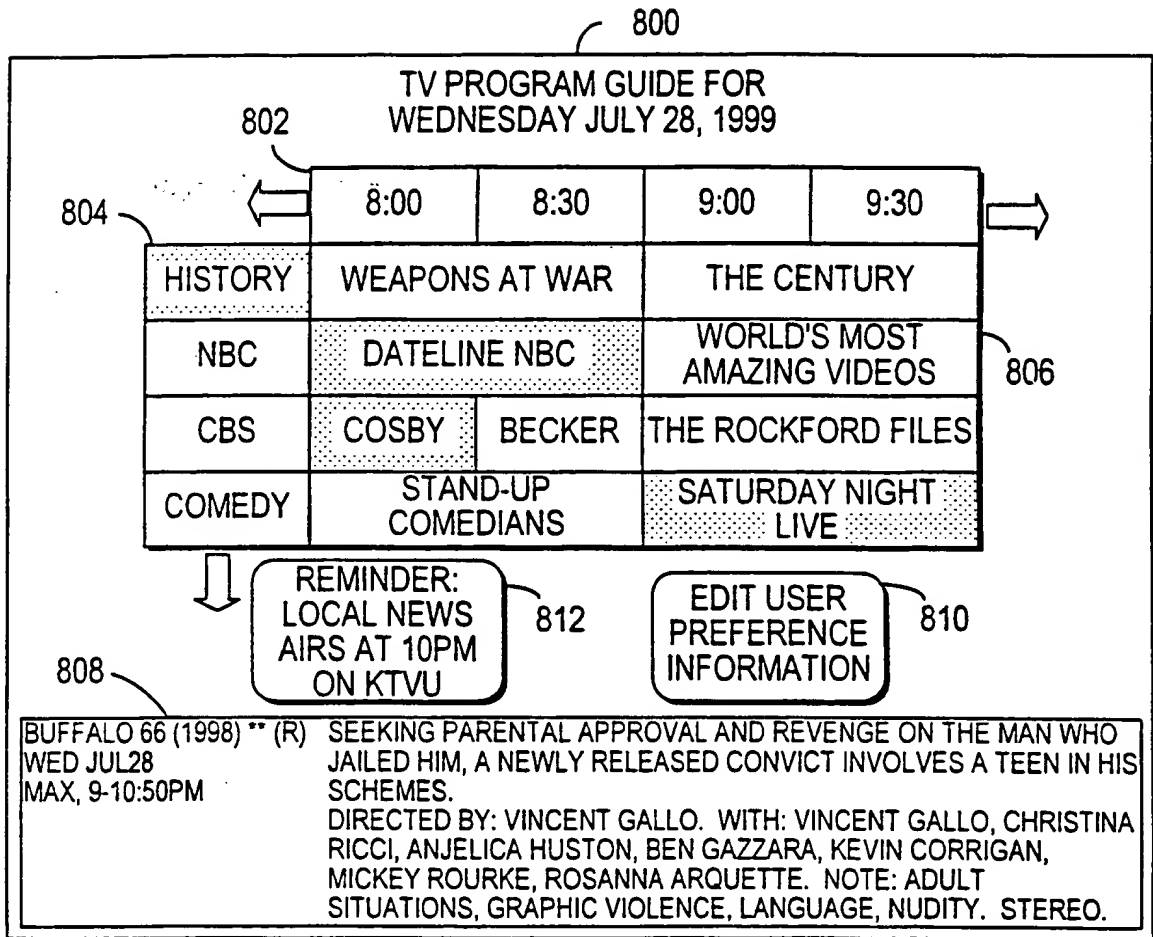 800
TV PROGRAM GUIDE FOR
WEDNESDAY JULY 28, 1999
802
8:00 8:30 9:00 9:30
804
HISTORY WEAPONS AT WAR THE CENTURY
NBC DATELINE NBC WORLD'S MOST
AMAZING VIDEOS
806
CBS COSBY BECKER THE ROCKFORD FILES
COMEDY STAND-UP
COMEDIANS
SATURDAY NIGHT
LIVE
REMINDER:
LOCAL NEWS
AIRS AT 10PM
ON KTVU
812
EDIT USER
PREFERENCE
INFORMATION
810
808
BUFFALO 66 (1998) ** (R)
WED JUL28
MAX, 9-10:50PM
SEEKING PARENTAL APPROVAL AND REVENGE ON THE MAN WHO
JAILED HIM, A NEWLY RELEASED CONVICT INVOLVES A TEEN IN HIS
SCHEMES.
DIRECTED BY: VINCENT GALLO. WITH: VINCENT GALLO, CHRISTINA
RICCI, ANJELICA HUSTON, BEN GAZZARA, KEVIN CORRIGAN,
MICKEY ROURKE, ROSANNA ARQUETTE. NOTE: ADULT
SITUATIONS, GRAPHIC VIOLENCE, LANGUAGE, NUDITY. STEREO.